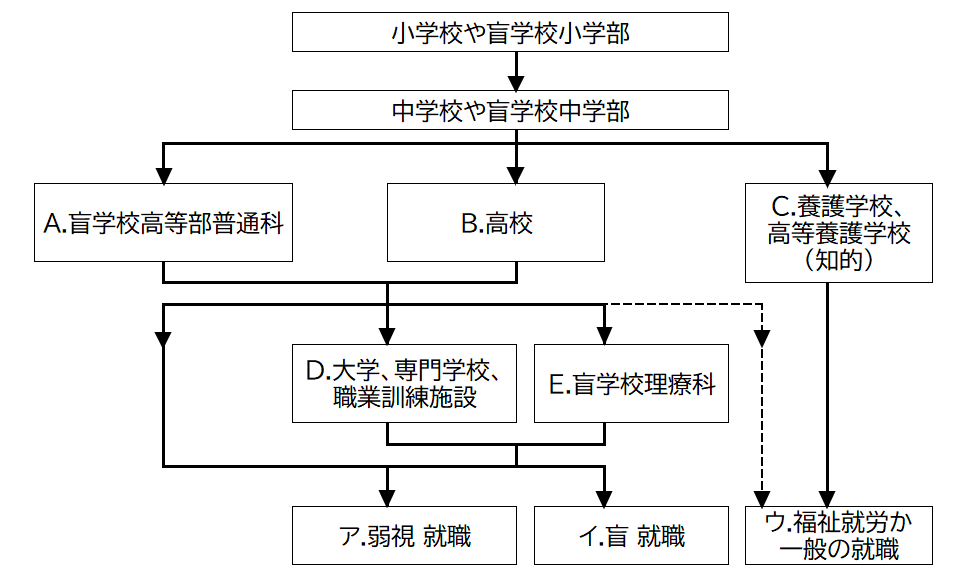 小学校や盲学校小学部
中学校や盲学校中学部
A.盲学校高等部普通科
B.高校
C.養護学校、
高等養護学校
（知的）
D.大学、専門学校、
職業訓練施設
E.盲学校理療科
ア.弱視 就職
イ.盲 就職
ウ.福祉就労か
一般の就職